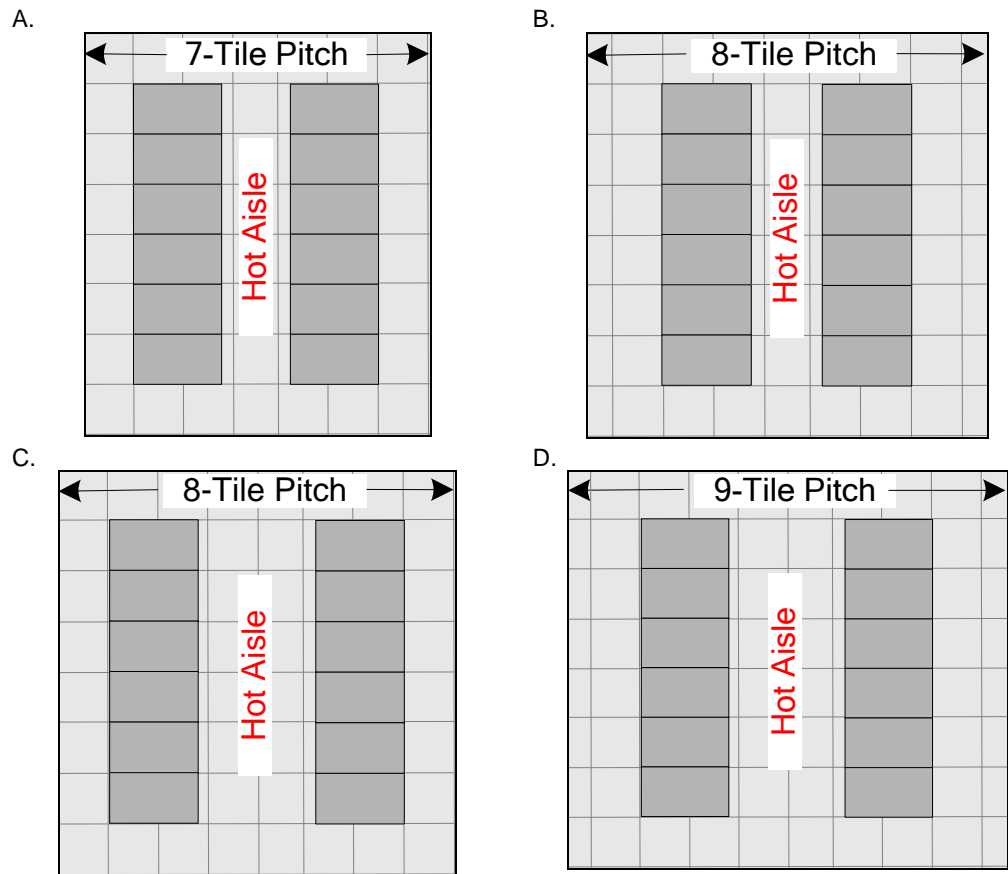 A.
7-Tile Pitch
Hot Aisle
B.
8-Tile Pitch
Hot Aisle
C.
8-Tile Pitch
Hot Aisle
D.
9-Tile Pitch
Hot Aisle